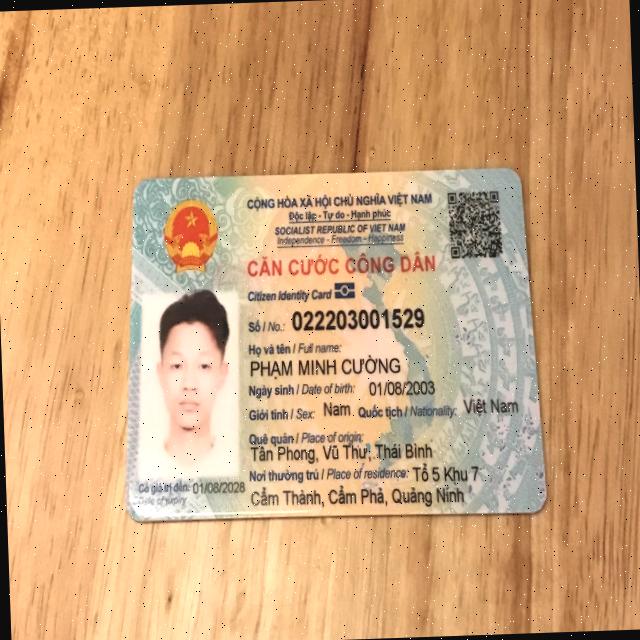 CỘNG HÒA XÃ HỘI CHỦ NGHĨA VIỆT NAM
Độc lập - Tự do - Hạnh phúc
SOCIALIST REPUBLIC OF VIET NAM
Independence - Freedom - Happiness
CĂN CƯỚC CÔNG DÂN
Citizen Identity Card
Số / No.: 022203001529
Họ và tên / Full name:
PHẠM MINH CƯỜNG
Ngày sinh / Date of birth: 01/08/2003
Giới tính / Sex: Nam Quốc tịch / Nationality: Việt Nam
Quê quán / Place of origin:
Tân Phong, Vũ Thư, Thái Bình
Nơi thường trú / Place of residence: Tổ 5 Khu 7
Cẩm Thành, Cẩm Phả, Quảng Ninh
Có giá trị đến: 01/08/2028
Date of expiry